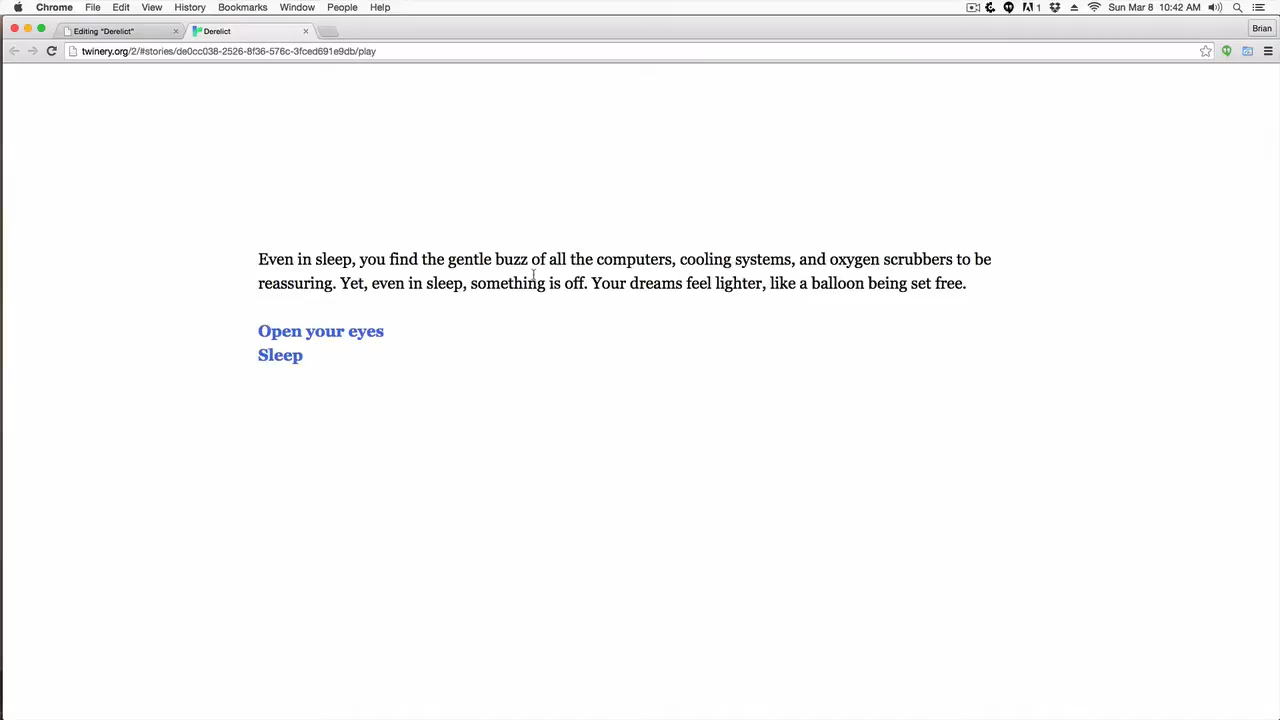 Chrome File Edit View History Bookmarks Window People Help 1 Sun Mar 8 10:42 AM
Editing "Derelict" Derelict Brian
twinery.org/2/#stories/de0cc038-2526-8f36-576c-3fced691e9db/play
Even in sleep, you find the gentle buzz of all the computers, cooling systems, and oxygen scrubbers to be
reassuring. Yet, even in sleep, something is off. Your dreams feel lighter, like a balloon being set free.
Open your eyes
Sleep